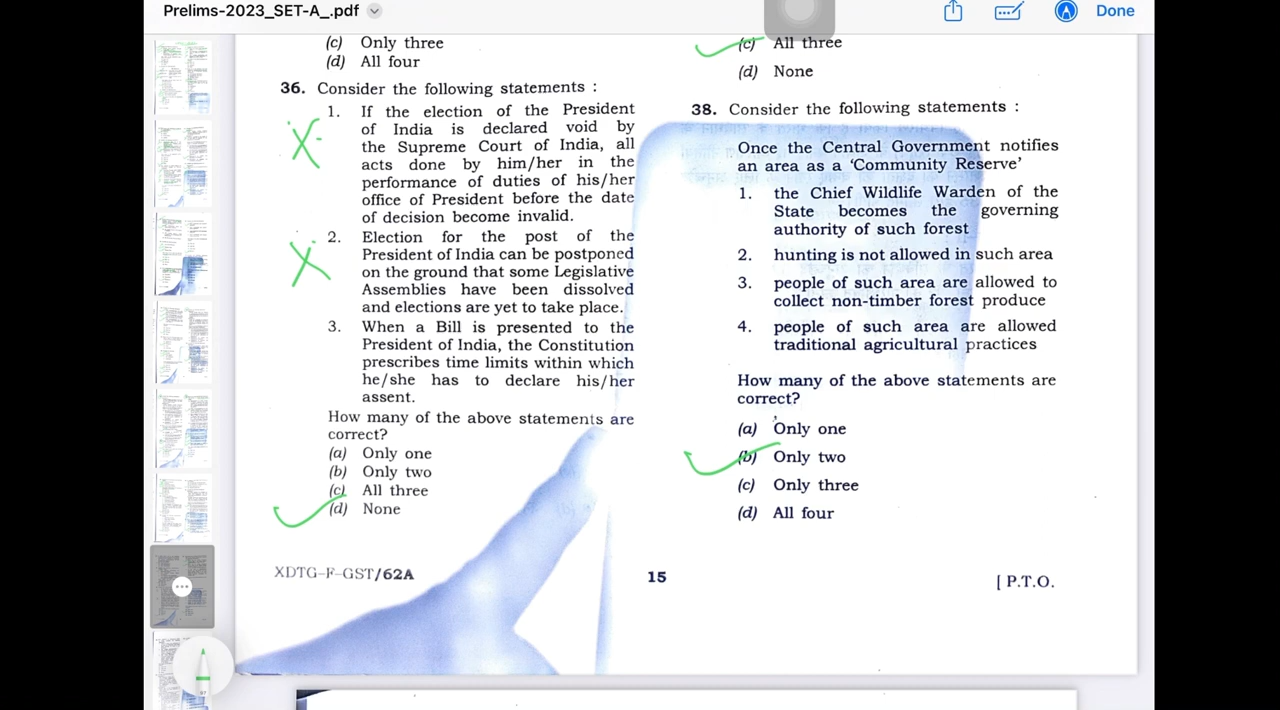 Prelims-2023_SET-A_.pdf
Done
(c) Only three
(d) All four
36. Consider the following statements :
1. If the election of the President
of India is declared void by
the Supreme Court of India, all
acts done by him/her in the
performance of duties of his/her
office of President before the date
of decision become invalid.
2. Election for the post of the
President of India can be postponed
on the ground that some Legislative
Assemblies have been dissolved
and elections are yet to take place.
3. When a Bill is presented to the
President of India, the Constitution
prescribes time limits within which
he/she has to declare his/her
assent.
How many of the above statements are
correct?
(a) Only one
(b) Only two
(c) All three
(d) None
XDTG-F-GST/62A
(c) All three
(d) None
38. Consider the following statements :
Once the Central Government notifies
an area as a 'Community Reserve'
1. the Chief Wildlife Warden of the
State becomes the governing
authority of such forest
2. hunting is not allowed in such area
3. people of such area are allowed to
collect non-timber forest produce
4. people of such area are allowed
traditional agricultural practices
How many of the above statements are
correct?
(a) Only one
(b) Only two
(c) Only three
(d) All four
15
[ P.T.O.